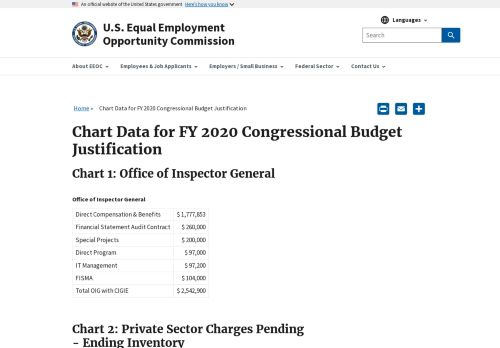 An official website of the United States government Here's how you know
U.S. Equal Employment
Opportunity Commission
Languages
Search
About EEOC
Employees & Job Applicants
Employers / Small Business
Federal Sector
Contact Us
Home » Chart Data for FY 2020 Congressional Budget Justification
Chart Data for FY 2020 Congressional Budget
Justification
Chart 1: Office of Inspector General
Office of Inspector General
Direct Compensation & Benefits $ 1,777,853
Financial Statement Audit Contract $ 260,000
Special Projects $ 200,000
Direct Program $ 97,000
IT Management $ 97,200
FISMA $ 104,000
Total OIG with CIGIE $ 2,542,900
Chart 2: Private Sector Charges Pending
- Ending Inventory